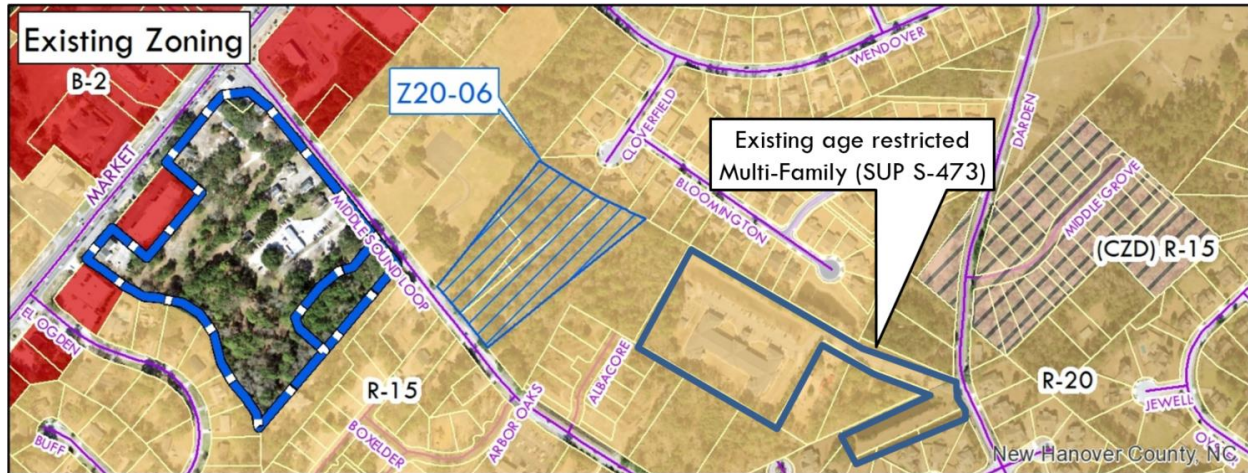 Existing Zoning
B-2
Z20-06
WENDOVER
CLOVERFIELD
DARDEN
Existing age restricted
Multi-Family (SUP S-473)
MARKET
MIDDLE SOUND LOOP
BLOOMINGTON
MIDDLE GROVE
(CZD) R-15
EL OGDEN
R-15
ALBACORE
ARBOR OAKS
BOXELDER
BUFF
R-20
JEWELL
New Hanover County, NC